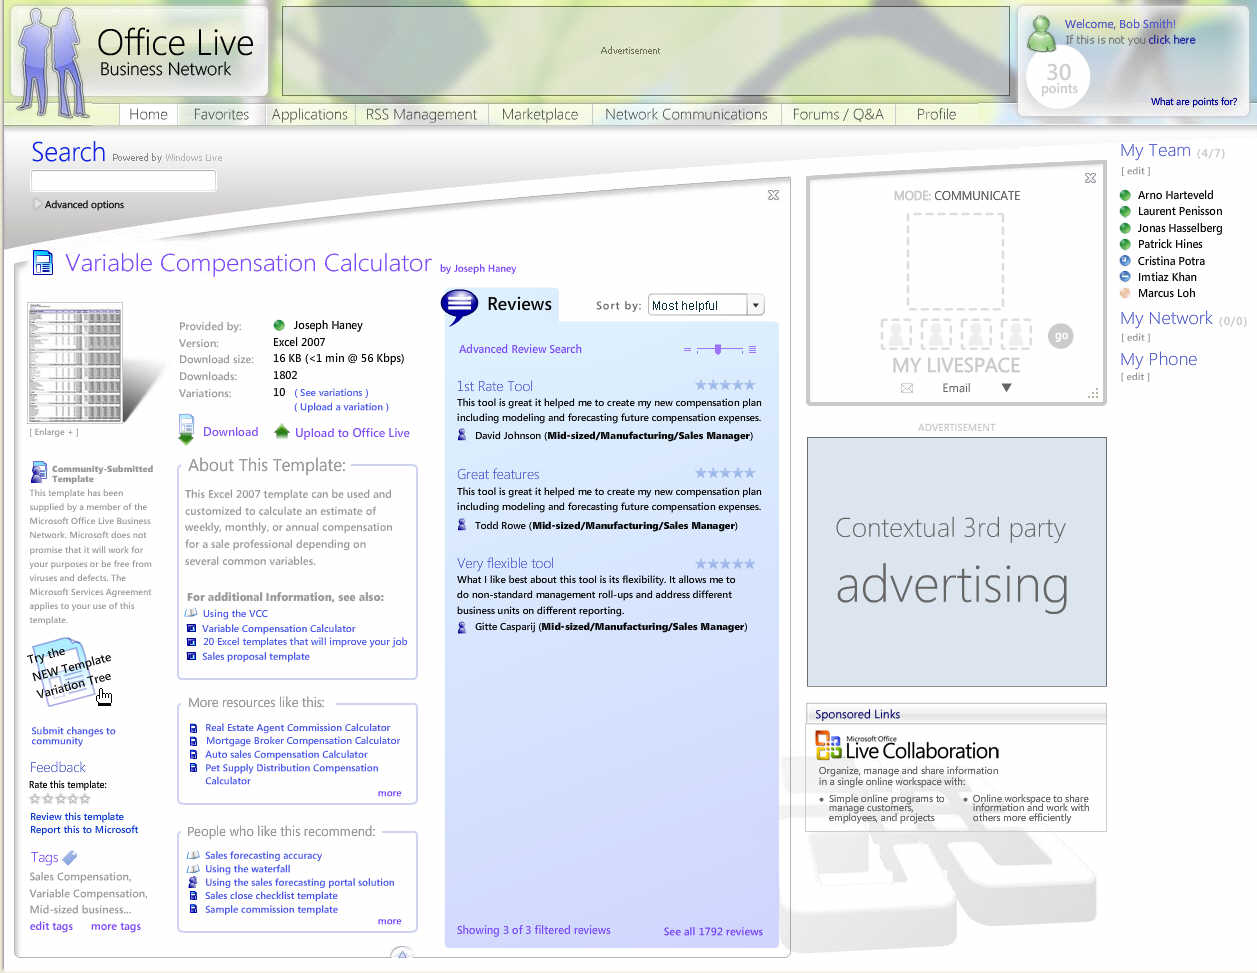 Office Live
Business Network
Advertisement
Welcome, Bob Smith!
If this is not you click here
30
points
What are points for?
Home
Favorites
Applications
RSS Management
Marketplace
Network Communications
Forums / Q&A
Profile
Search Powered by Windows Live
Advanced options
Variable Compensation Calculator by Joseph Haney
[ Enlarge + ]
Provided by: Joseph Haney
Version: Excel 2007
Download size: 16 KB (<1 min @ 56 Kbps)
Downloads: 1802
Variations: 10 ( See variations )
( Upload a variation )
Download
Upload to Office Live
Community-Submitted
Template
This template has been
supplied by a member of the
Microsoft Office Live Business
Network. Microsoft does not
promise that it will work for
your purposes or be free from
viruses and defects. The
Microsoft Services Agreement
applies to your use of this
template.
Try the
NEW Template
Variation Tree
Submit changes to
community
Feedback
Rate this template:
Review this template
Report this to Microsoft
Tags
Sales Compensation,
Variable Compensation,
Mid-sized business...
edit tags more tags
About This Template:
This Excel 2007 template can be used and
customized to calculate an estimate of
weekly, monthly, or annual compensation
for a sale professional depending on
several common variables.
For additional Information, see also:
Using the VCC
Variable Compensation Calculator
20 Excel templates that will improve your job
Sales proposal template
More resources like this:
Real Estate Agent Commission Calculator
Mortgage Broker Compensation Calculator
Auto sales Compensation Calculator
Pet Supply Distribution Compensation
Calculator
more
People who like this recommend:
Sales forecasting accuracy
Using the waterfall
Using the sales forecasting portal solution
Sales close checklist template
Sample commission template
more
Reviews
Sort by: Most helpful
Advanced Review Search
1st Rate Tool
This tool is great it helped me to create my new compensation plan
including modeling and forecasting future compensation expenses.
David Johnson (Mid-sized/Manufacturing/Sales Manager)
Great features
This tool is great it helped me to create my new compensation plan
including modeling and forecasting future compensation expenses.
Todd Rowe (Mid-sized/Manufacturing/Sales Manager)
Very flexible tool
What I like best about this tool is its flexibility. It allows me to
do non-standard management roll-ups and address different
business units on different reporting.
Gitte Casparij (Mid-sized/Manufacturing/Sales Manager)
Showing 3 of 3 filtered reviews
See all 1792 reviews
MODE: COMMUNICATE
go
MY LIVESPACE
Email
ADVERTISEMENT
Contextual 3rd party
advertising
Sponsored Links
Microsoft Office
Live Collaboration
Organize, manage and share information
in a single online workspace with:
• Simple online programs to
manage customers,
employees, and projects
• Online workspace to share
information and work with
others more efficiently
My Team (4/7)
[ edit ]
Arno Harteveld
Laurent Penisson
Jonas Hasselberg
Patrick Hines
Cristina Potra
Imtiaz Khan
Marcus Loh
My Network (0/0)
[ edit ]
My Phone
[ edit ]